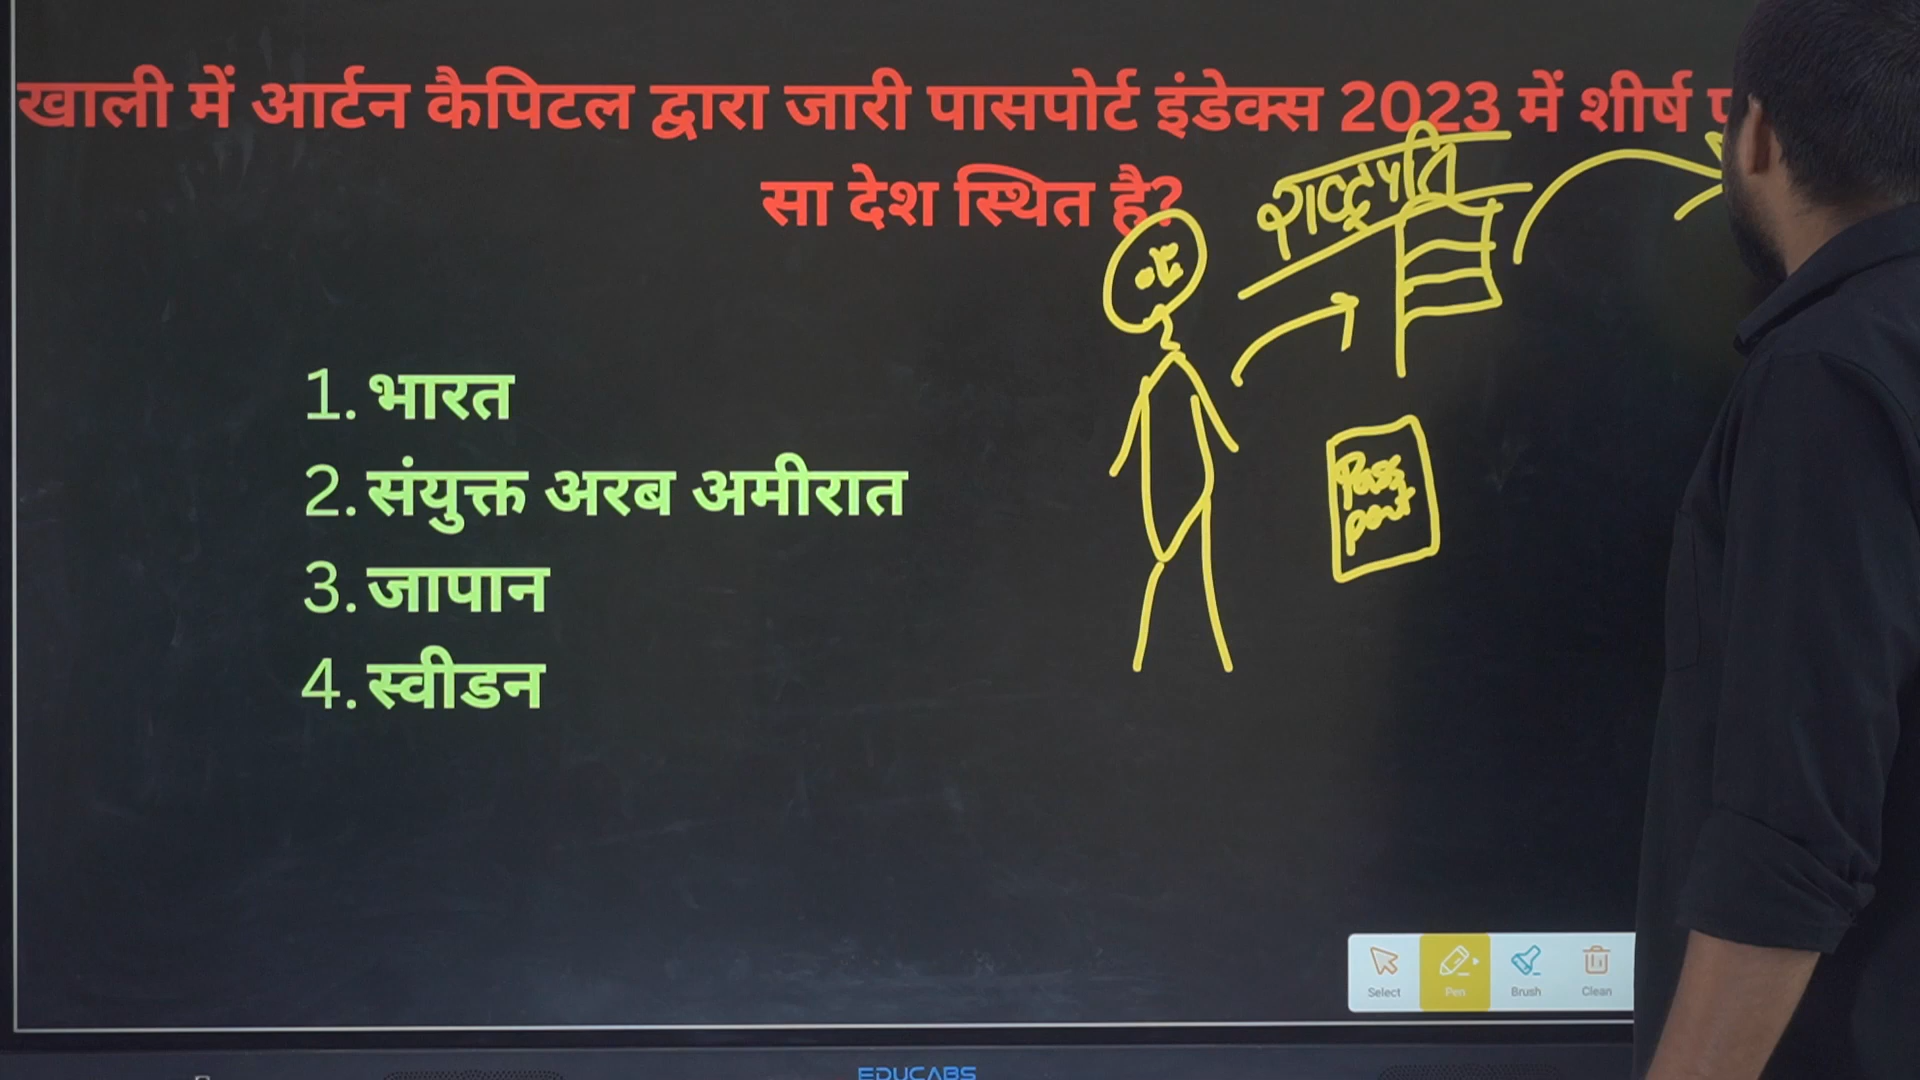 खाली में आर्टन कैपिटल द्वारा जारी पासपोर्ट इंडेक्स 2023 में शीर्ष
सा देश स्थित है?
राष्ट्रपति
1. भारत
2. संयुक्त अरब अमीरात
3. जापान
4. स्वीडन
Pass
port
Select
Pen
Brush
Clean
EDUCABS